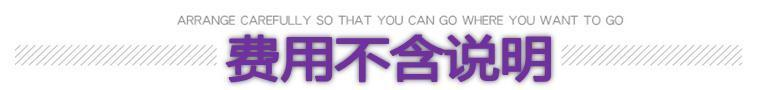 ARRANGE CAREFULLY SO THAT YOU CAN GO WHERE YOU WANT TO GO
费用不含说明